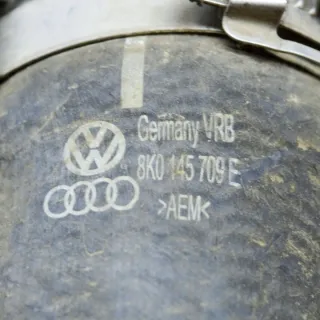 Germany VRB
8K0 145 709 E
>AEM<